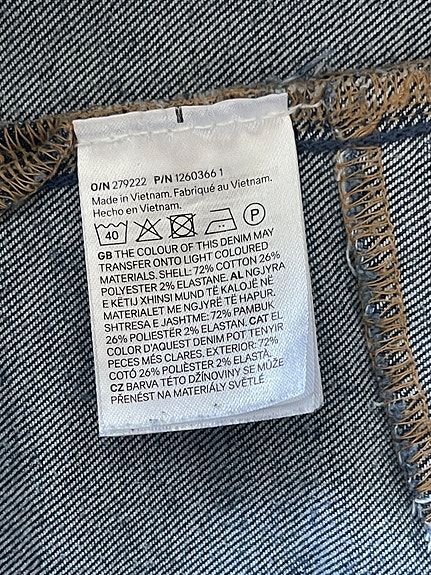 O/N 279222 P/N 1260366 1
Made in Vietnam. Fabriqué au Vietnam.
Hecho en Vietnam.
40 P
GB THE COLOUR OF THIS DENIM MAY
TRANSFER ONTO LIGHT COLOURED
MATERIALS. SHELL: 72% COTTON 26%
POLYESTER 2% ELASTANE. AL NGJYRA
E KËTIJ XHINSI MUND TË KALOJË NË
MATERIALET ME NGJYRË TË HAPUR.
SHTRESA E JASHTME: 72% PAMBUK
26% POLIESTËR 2% ELASTAN. CAT EL
COLOR D'AQUEST DENIM POT TENYIR
PECES MÉS CLARES. EXTERIOR: 72%
COTÓ 26% POLIÈSTER 2% ELASTÀ.
CZ BARVA TÉTO DŽÍNOVINY SE MŮŽE
PŘENÉST NA MATERIÁLY SVĚTLÉ